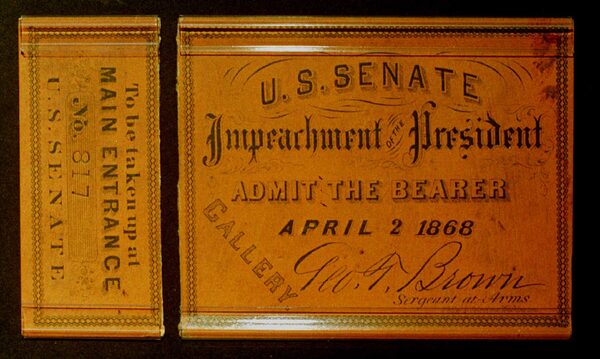 To be taken up at
MAIN ENTRANCE
No. 817
U. S. SENATE
U. S. SENATE
Impeachment OF THE President
ADMIT THE BEARER
APRIL 2 1868
GALLERY
Geo. T. Brown
Sergeant-at-Arms.